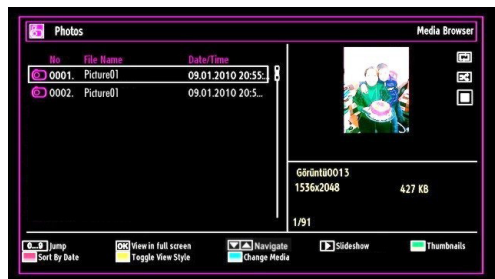 Photos Media Browser
No File Name Date/Time
0001. Picture01 09.01.2010 20:55:..
0002. Picture01 09.01.2010 20:5...
Görüntü0013
1536x2048 427 KB
1/91
0...9 Jump OK View in full screen Navigate Slideshow Thumbnails
Sort By Date Toggle View Style Change Media